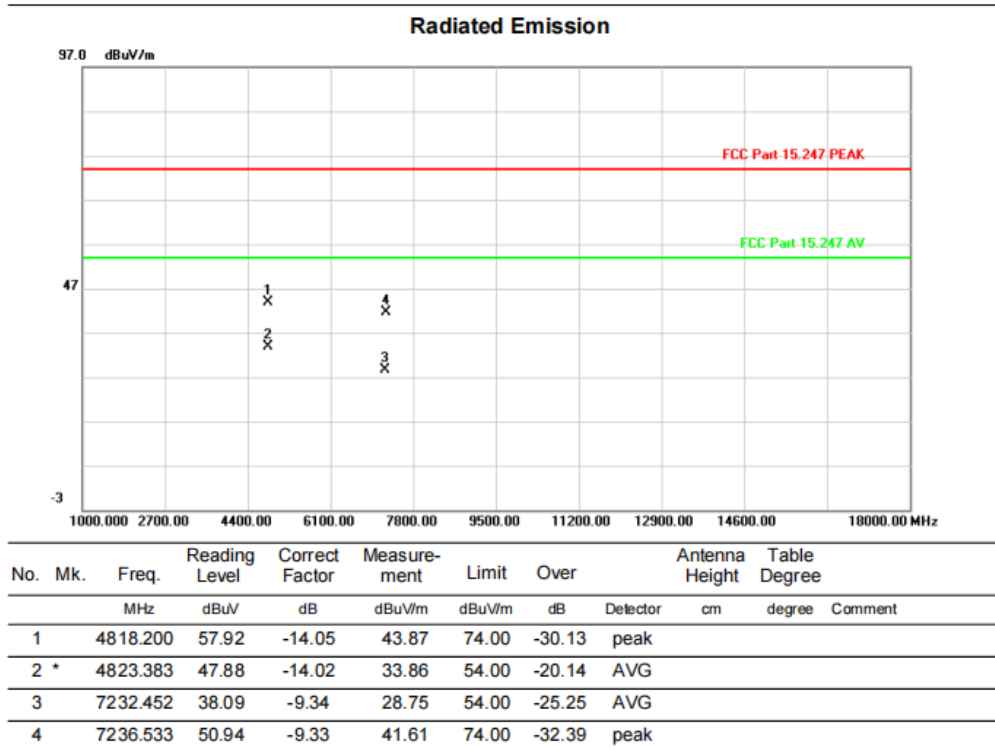 Radiated Emission
97.0 dBuV/m
FCC Part 15.247 PEAK
FCC Part 15.247 AV
47
1
4
2
3
-3
1000.000 2700.00 4400.00 6100.00 7800.00 9500.00 11200.00 12900.00 14600.00 18000.00 MHz
No. Mk. Freq. Reading Level Correct Factor Measure-ment Limit Over Antenna Height Table Degree
MHz dBuV dB dBuV/m dBuV/m dB Detector cm degree Comment
1 4818.200 57.92 -14.05 43.87 74.00 -30.13 peak
2 * 4823.383 47.88 -14.02 33.86 54.00 -20.14 AVG
3 7232.452 38.09 -9.34 28.75 54.00 -25.25 AVG
4 7236.533 50.94 -9.33 41.61 74.00 -32.39 peak